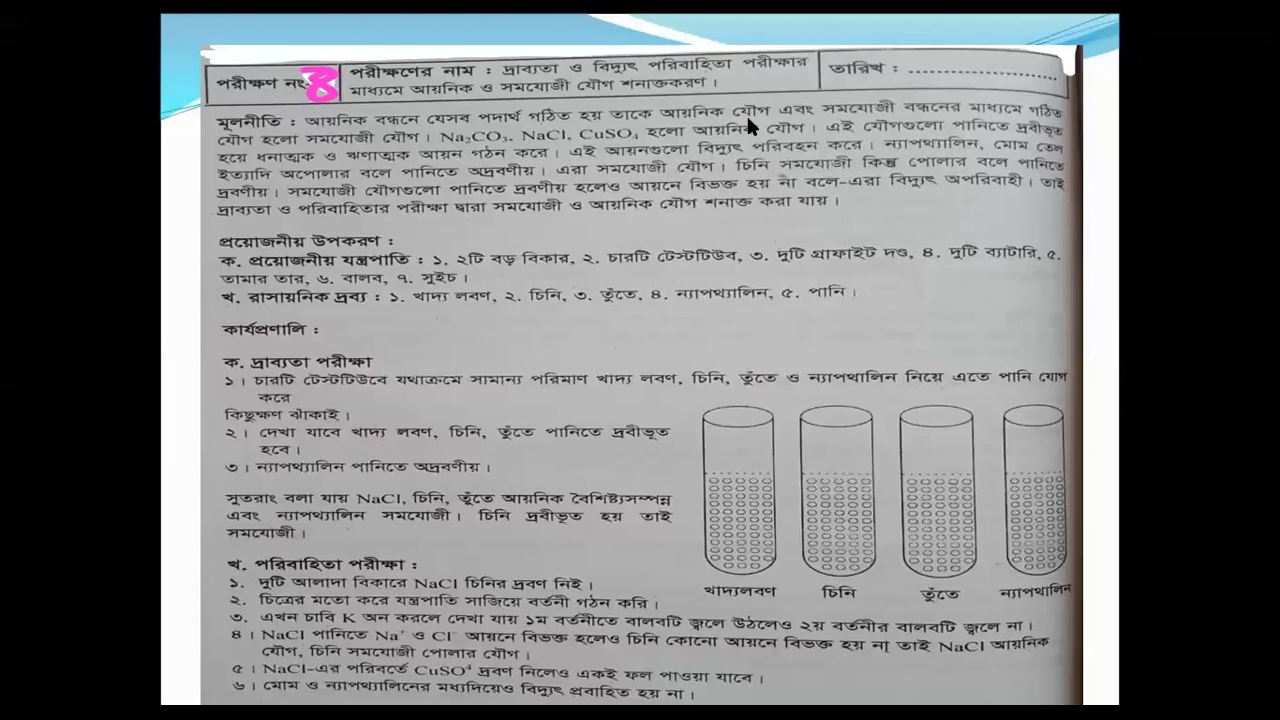 পরীক্ষণ নং- 8
পরীক্ষণের নাম : দ্রাব্যতা ও বিদ্যুৎ পরিবাহিতা পরীক্ষার
মাধ্যমে আয়নিক ও সমযোজী যৌগ শনাক্তকরণ।
তারিখ : ........................
মূলনীতি : আয়নিক বন্ধনে যেসব পদার্থ গঠিত হয় তাকে আয়নিক যৌগ এবং সমযোজী বন্ধনের মাধ্যমে গঠিত
যৌগ হলো সমযোজী যৌগ। Na₂CO₃, NaCl, CuSO₄ হলো আয়নিক যৌগ। এই যৌগগুলো পানিতে দ্রবীভূত
হয়ে ধনাত্মক ও ঋণাত্মক আয়ন গঠন করে। এই আয়নগুলো বিদ্যুৎ পরিবহন করে। ন্যাপথ্যালিন, মোম তেল
ইত্যাদি অপোলার বলে পানিতে অদ্রবণীয়। এরা সমযোজী যৌগ। চিনি সমযোজী কিন্তু পোলার বলে পানিতে
দ্রবণীয়। সমযোজী যৌগগুলো পানিতে দ্রবণীয় হলেও আয়নে বিভক্ত হয় না বলে-এরা বিদ্যুৎ অপরিবাহী। তাই
দ্রাব্যতা ও পরিবাহিতার পরীক্ষা দ্বারা সমযোজী ও আয়নিক যৌগ শনাক্ত করা যায়।
প্রয়োজনীয় উপকরণ :
ক. প্রয়োজনীয় যন্ত্রপাতি : ১. ২টি বড় বিকার, ২. চারটি টেস্টটিউব, ৩. দুটি গ্রাফাইট দণ্ড, ৪. দুটি ব্যাটারি, ৫.
তামার তার, ৬. বালব, ৭. সুইচ।
খ. রাসায়নিক দ্রব্য : ১. খাদ্য লবণ, ২. চিনি, ৩. তুঁতে, ৪. ন্যাপথ্যালিন, ৫. পানি।
কার্যপ্রণালি :
ক. দ্রাব্যতা পরীক্ষা
১। চারটি টেস্টটিউবে যথাক্রমে সামান্য পরিমাণ খাদ্য লবণ, চিনি, তুঁতে ও ন্যাপথালিন নিয়ে এতে পানি যোগ
করে
কিছুক্ষণ ঝাঁকাই।
২। দেখা যাবে খাদ্য লবণ, চিনি, তুঁতে পানিতে দ্রবীভূত
হবে।
৩। ন্যাপথ্যালিন পানিতে অদ্রবণীয়।
সুতরাং বলা যায় NaCl, চিনি, তুঁতে আয়নিক বৈশিষ্ট্যসম্পন্ন
এবং ন্যাপথ্যালিন সমযোজী। চিনি দ্রবীভূত হয় তাই
সমযোজী।
খাদ্যলবণ চিনি তুঁতে ন্যাপথালিন
খ. পরিবাহিতা পরীক্ষা :
১. দুটি আলাদা বিকারে NaCl চিনির দ্রবণ নিই।
২. চিত্রের মতো করে যন্ত্রপাতি সাজিয়ে বর্তনী গঠন করি।
৩. এখন চাবি K অন করলে দেখা যায় ১ম বর্তনীতে বালবটি জ্বলে উঠলেও ২য় বর্তনীর বালবটি জ্বলে না।
৪। NaCl পানিতে Na⁺ ও Cl⁻ আয়নে বিভক্ত হলেও চিনি কোনো আয়নে বিভক্ত হয় না তাই NaCl আয়নিক
যৌগ, চিনি সমযোজী পোলার যৌগ।
৫। NaCl-এর পরিবর্তে CuSO⁴ দ্রবণ নিলেও একই ফল পাওয়া যাবে।
৬। মোম ও ন্যাপথ্যালিনের মধ্যদিয়েও বিদ্যুৎ প্রবাহিত হয় না।